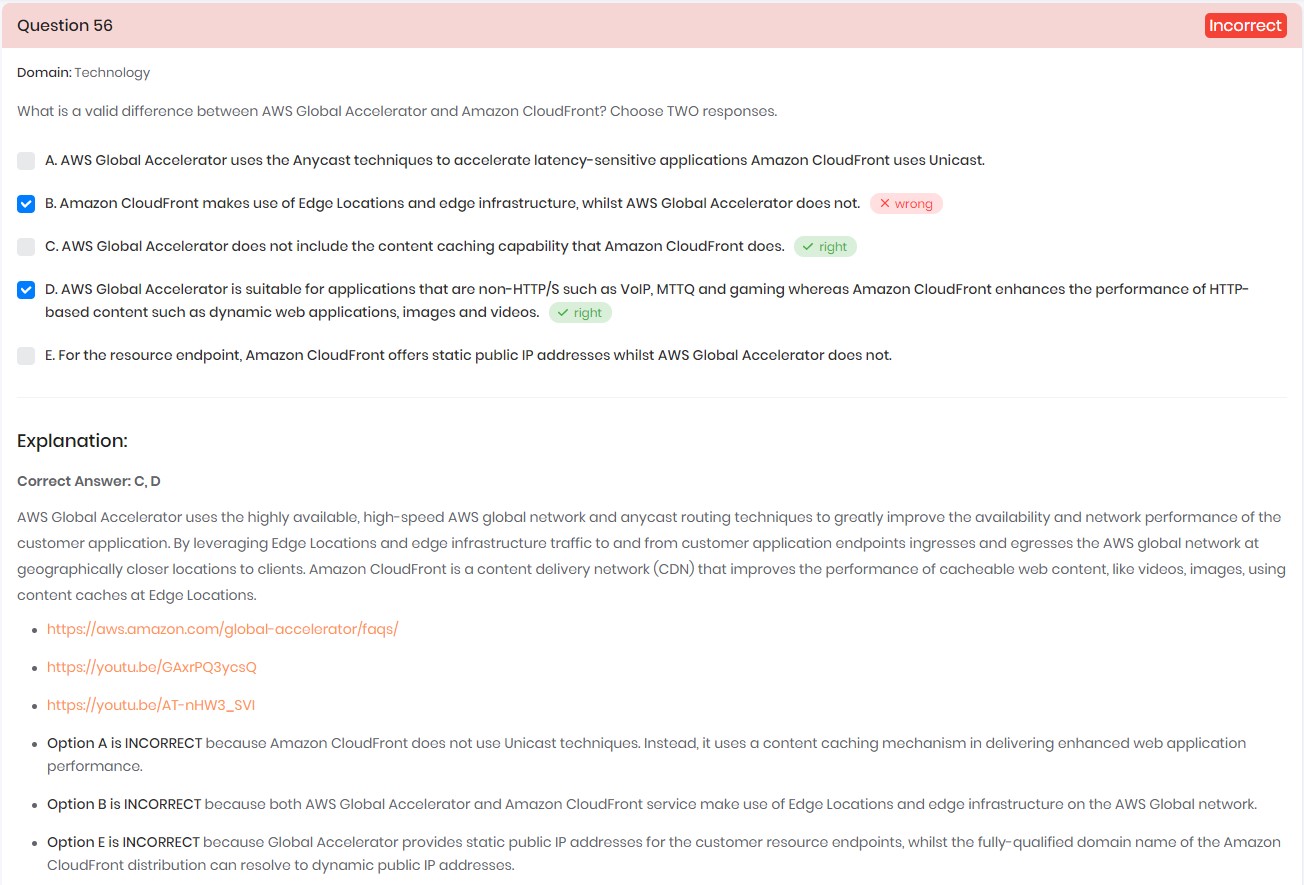 Question 56
Incorrect
Domain: Technology
What is a valid difference between AWS Global Accelerator and Amazon CloudFront? Choose TWO responses.
A. AWS Global Accelerator uses the Anycast techniques to accelerate latency-sensitive applications Amazon CloudFront uses Unicast.
B. Amazon CloudFront makes use of Edge Locations and edge infrastructure, whilst AWS Global Accelerator does not. wrong
C. AWS Global Accelerator does not include the content caching capability that Amazon CloudFront does. right
D. AWS Global Accelerator is suitable for applications that are non-HTTP/S such as VoIP, MTTQ and gaming whereas Amazon CloudFront enhances the performance of HTTP-
based content such as dynamic web applications, images and videos. right
E. For the resource endpoint, Amazon CloudFront offers static public IP addresses whilst AWS Global Accelerator does not.
Explanation:
Correct Answer: C, D
AWS Global Accelerator uses the highly available, high-speed AWS global network and anycast routing techniques to greatly improve the availability and network performance of the
customer application. By leveraging Edge Locations and edge infrastructure traffic to and from customer application endpoints ingresses and egresses the AWS global network at
geographically closer locations to clients. Amazon CloudFront is a content delivery network (CDN) that improves the performance of cacheable web content, like videos, images, using
content caches at Edge Locations.
https://aws.amazon.com/global-accelerator/faqs/
https://youtu.be/GAxrPQ3ycsQ
https://youtu.be/AT-nHW3_SVI
Option A is INCORRECT because Amazon CloudFront does not use Unicast techniques. Instead, it uses a content caching mechanism in delivering enhanced web application
performance.
Option B is INCORRECT because both AWS Global Accelerator and Amazon CloudFront service make use of Edge Locations and edge infrastructure on the AWS Global network.
Option E is INCORRECT because Global Accelerator provides static public IP addresses for the customer resource endpoints, whilst the fully-qualified domain name of the Amazon
CloudFront distribution can resolve to dynamic public IP addresses.